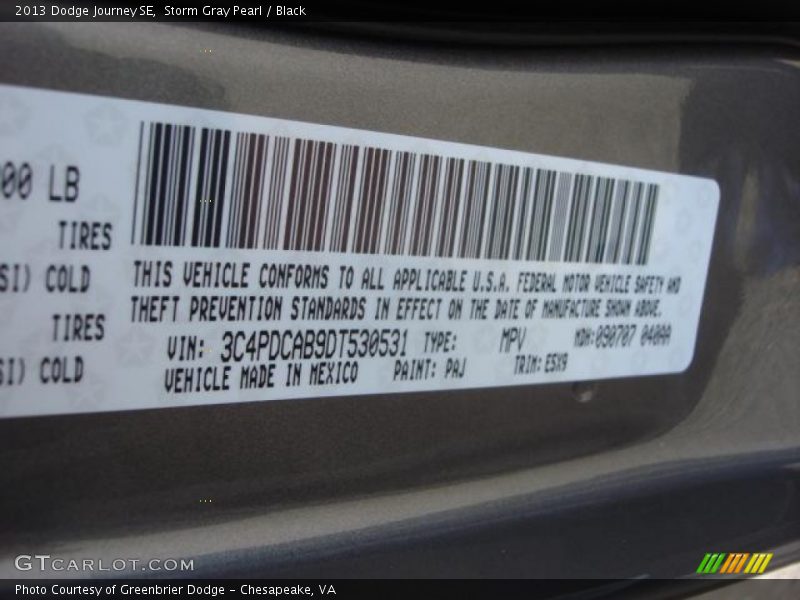 2013 Dodge Journey SE, Storm Gray Pearl / Black
00 LB
TIRES
SI) COLD
TIRES
SI) COLD
THIS VEHICLE CONFORMS TO ALL APPLICABLE U.S.A. FEDERAL MOTOR VEHICLE SAFETY AND
THEFT PREVENTION STANDARDS IN EFFECT ON THE DATE OF MANUFACTURE SHOWN ABOVE.
VIN: 3C4PDCAB9DT530531 TYPE: MPV MDH:090707 040AA
VEHICLE MADE IN MEXICO PAINT: PAJ TRIM: E5X9
GTCARLOT.COM
Photo Courtesy of Greenbrier Dodge - Chesapeake, VA